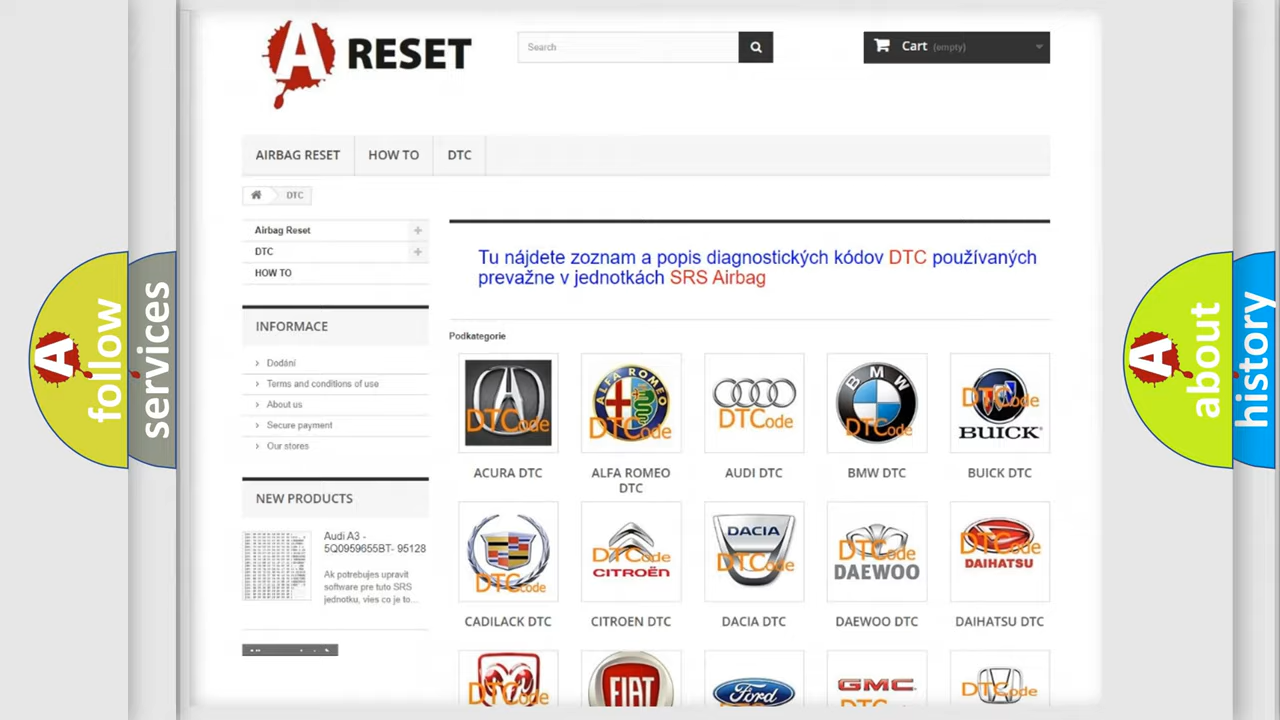 A RESET
Search
Cart (empty)
AIRBAG RESET
HOW TO
DTC
DTC
Airbag Reset
DTC
HOW TO
INFORMACE
Dodání
Terms and conditions of use
About us
Secure payment
Our stores
NEW PRODUCTS
Audi A3 -
5Q0959655BT- 95128
Ak potrebujes upravit
software pre tuto SRS
jednotku, vies co je to...
Tu nájdete zoznam a popis diagnostických kódov DTC používaných
prevažne v jednotkách SRS Airbag
Podkategorie
DTCode
ALFA ROMEO
DTCode
DTCode
BMW
DTCode
DTCode
BUICK
ACURA DTC
ALFA ROMEO
DTC
AUDI DTC
BMW DTC
BUICK DTC
DTCode
DTCode
CITROËN
DACIA
DTCode
DTCode
DAEWOO
DTCode
DAIHATSU
CADILACK DTC
CITROEN DTC
DACIA DTC
DAEWOO DTC
DAIHATSU DTC
DTCode
FIAT
Ford
GMC
DTCode
A follow
services
A about
history